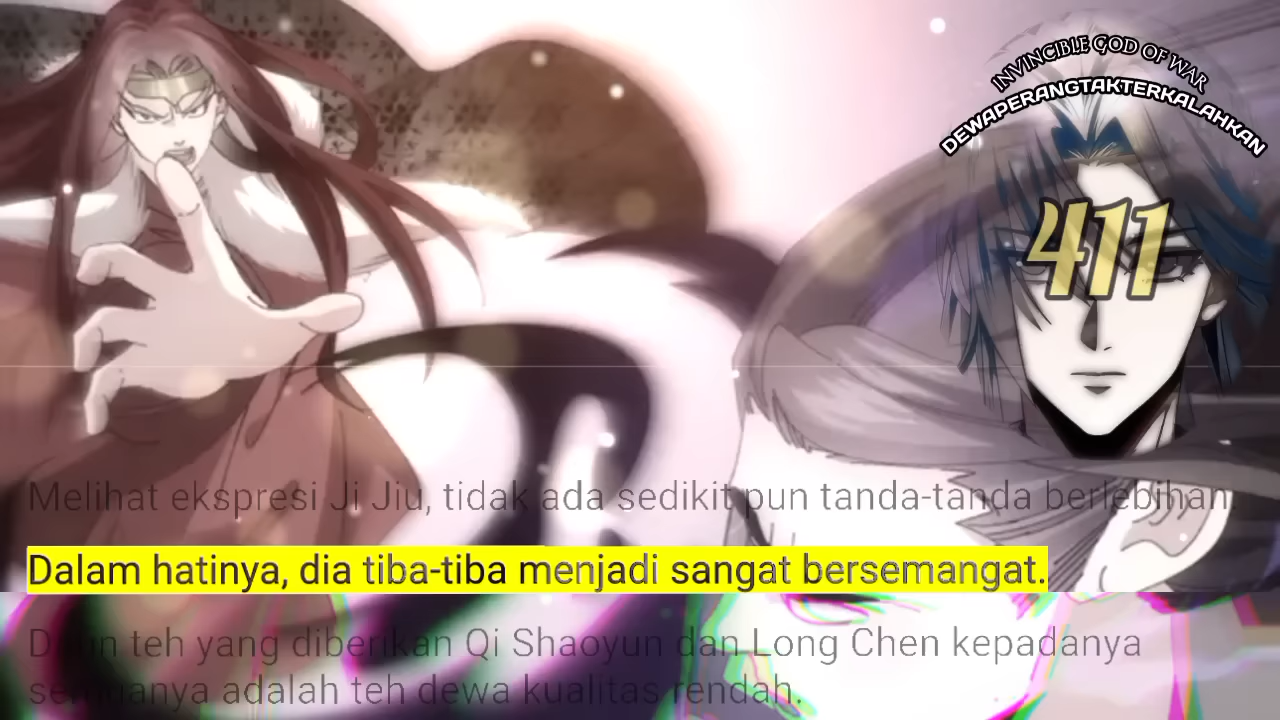 INVINCIBLE GOD OF WAR
DEWAPERANGTAKTERKALAHKAN
411
Melihat ekspresi Ji Jiu, tidak ada sedikit pun tanda-tanda berlebihan.
Dalam hatinya, dia tiba-tiba menjadi sangat bersemangat.
Daun teh yang diberikan Qi Shaoyun dan Long Chen kepadanya
semuanya adalah teh dewa kualitas rendah.